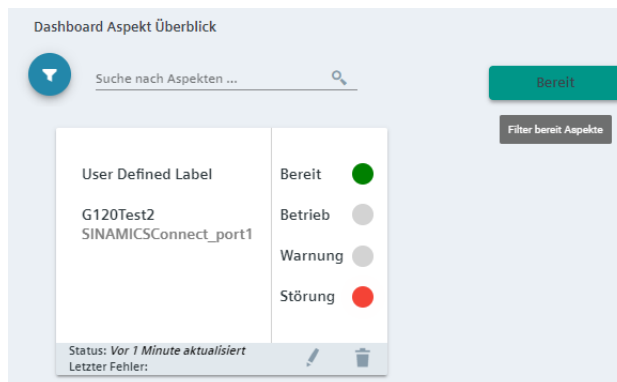 Dashboard Aspekt Überblick
Suche nach Aspekten ...
Bereit
Filter bereit Aspekte
User Defined Label
G120Test2
SINAMICSConnect_port1
Bereit
Betrieb
Warnung
Störung
Status: Vor 1 Minute aktualisiert
Letzter Fehler: